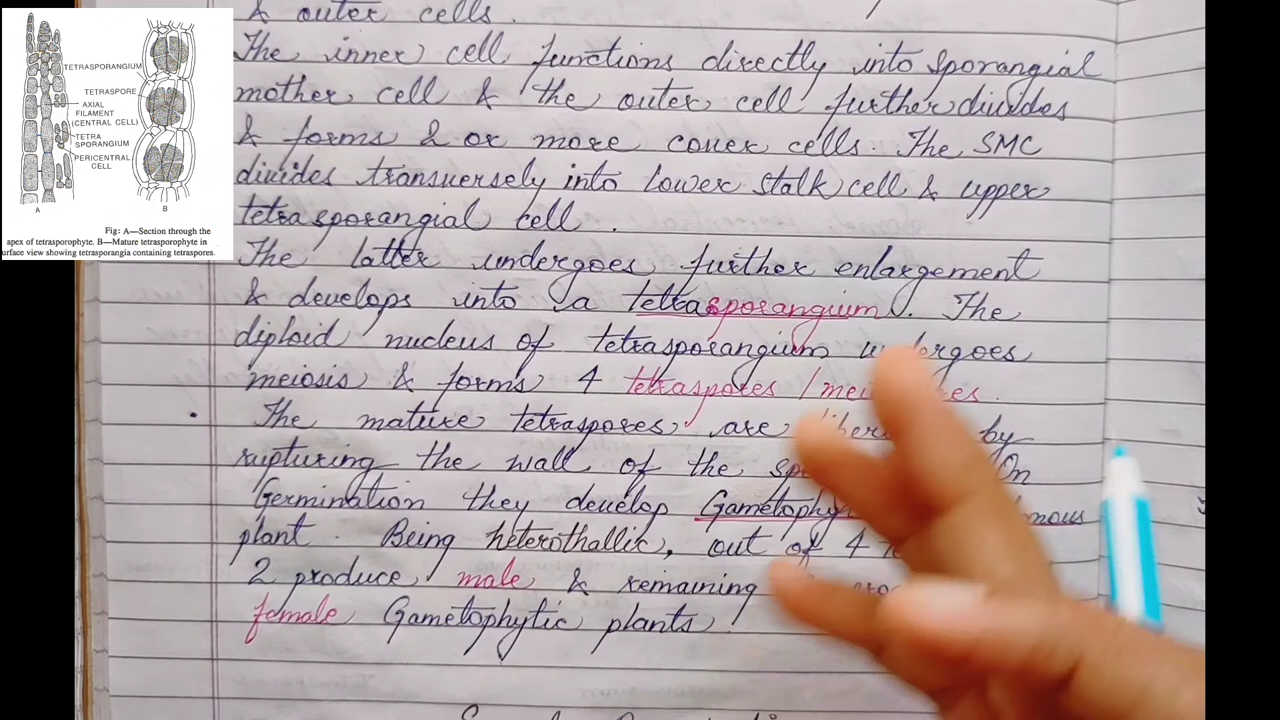 TETRASPORANGIUM
TETRASPORE
AXIAL
FILAMENT
(CENTRAL CELL)
TETRA
SPORANGIUM
PERICENTRAL
CELL
A
B
Fig: A—Section through the
apex of tetrasporophyte. B—Mature tetrasporophyte in
urface view showing tetrasporangia containing tetraspores.
& outer cells.
The inner cell functions directly into sporangial
mother cell & the outer cell further divides
& forms 2 or more cover cells. The SMC
divides transversely into lower stalk cell & upper
tetrasporangial cell.
The latter undergoes further enlargement
& develops into a tetrasporangium. The
diploid nucleus of tetrasporangium undergoes
meiosis & forms 4 tetraspores /
The mature tetraspores are by
rupturing the wall of the On
Germination they develop
plant. Being heterothallic, out of 4
2 produce male & remaining
female Gametophytic plants.